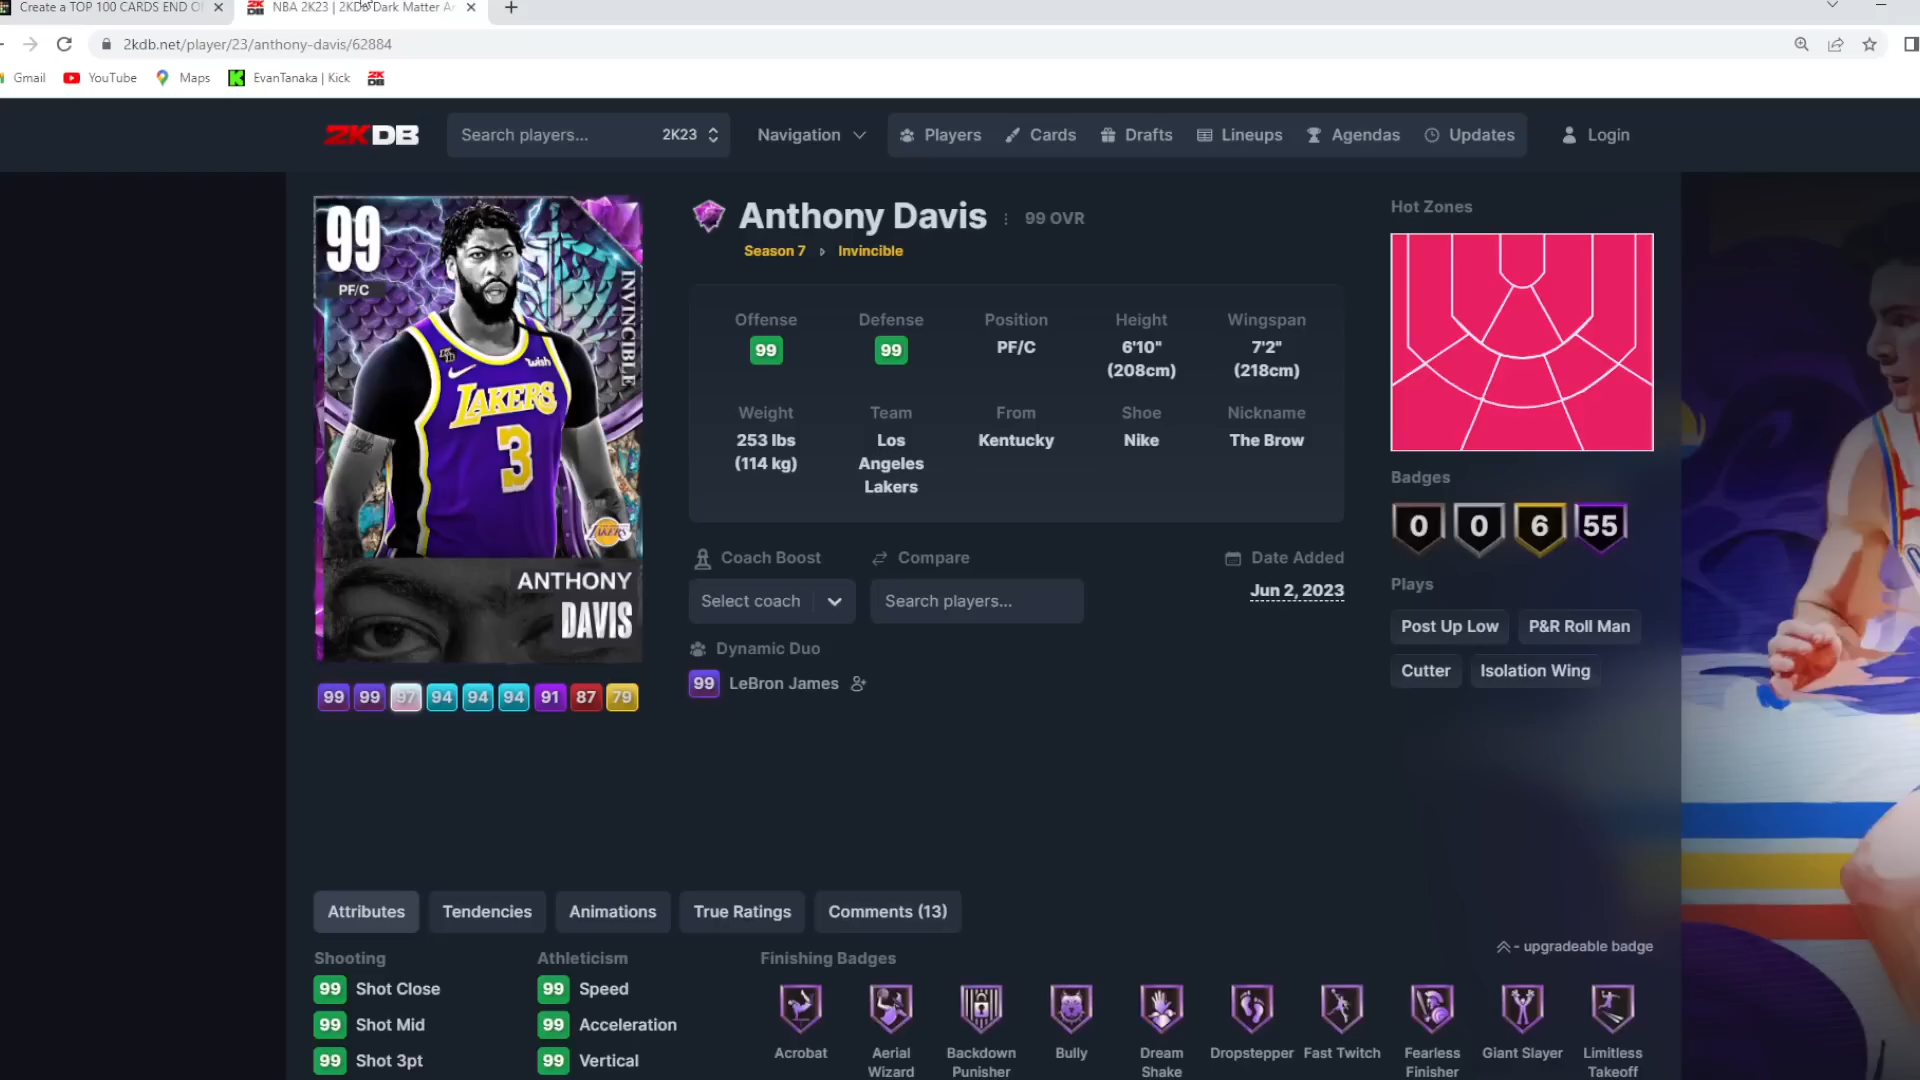 Create a TOP 100 CARDS END O
NBA 2K23 | 2KDB Dark Matter A
2kdb.net/player/23/anthony-davis/62884
Gmail
YouTube
Maps
EvanTanaka | Kick
2KDB
Search players...
2K23
Navigation
Players
Cards
Drafts
Lineups
Agendas
Updates
Login
99
PF/C
INVINCIBLE
wish
LAKERS
3
LAKERS
ANTHONY
DAVIS
99 99 97 94 94 94 91 87 79
Anthony Davis
99 OVR
Season 7
Invincible
Offense
99
Defense
99
Position
PF/C
Height
6'10"
(208cm)
Wingspan
7'2"
(218cm)
Weight
253 lbs
(114 kg)
Team
Los
Angeles
Lakers
From
Kentucky
Shoe
Nike
Nickname
The Brow
Coach Boost
Select coach
Compare
Search players...
Date Added
Jun 2, 2023
Dynamic Duo
99 LeBron James
Hot Zones
Badges
0 0 6 55
Plays
Post Up Low
P&R Roll Man
Cutter
Isolation Wing
Attributes
Tendencies
Animations
True Ratings
Comments (13)
- upgradeable badge
Shooting
99 Shot Close
99 Shot Mid
99 Shot 3pt
Athleticism
99 Speed
99 Acceleration
99 Vertical
Finishing Badges
Acrobat
Aerial
Wizard
Backdown
Punisher
Bully
Dream
Shake
Dropstepper
Fast Twitch
Fearless
Finisher
Giant Slayer
Limitless
Takeoff